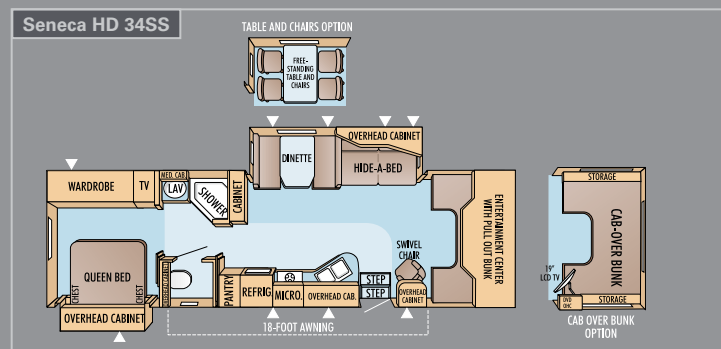 Seneca HD 34SS
TABLE AND CHAIRS OPTION
FREE-
STANDING
TABLE AND
CHAIRS
OVERHEAD CABINET
DINETTE
HIDE-A-BED
WARDROBE
TV
MED. CAB.
LAV
SHOWER
CABINET
ENTERTAINMENT CENTER
WITH PULL OUT BUNK
STORAGE
CAB-OVER BUNK
19"
LCD TV
DVD
OHC
STORAGE
CAB OVER BUNK
OPTION
SWIVEL
CHAIR
QUEEN BED
CHEST
CHEST
OVERHEAD CABINET
OVERHEAD CABINET
PANTRY
REFRIG
MICRO.
OVERHEAD CAB.
STEP
STEP
OVERHEAD
CABINET
18-FOOT AWNING